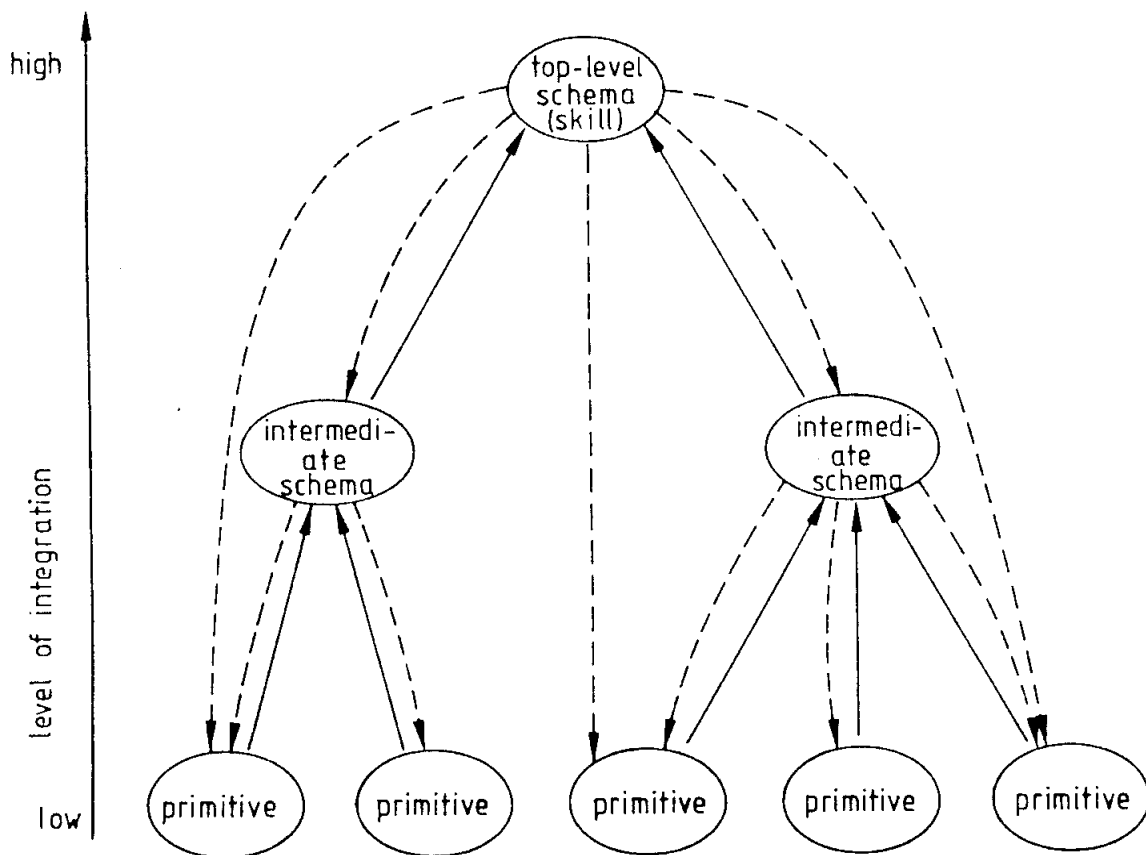 high
top-level
schema
(skill)
intermedi-
ate
schema
intermedi-
ate
schema
level of integration
low
primitive
primitive
primitive
primitive
primitive